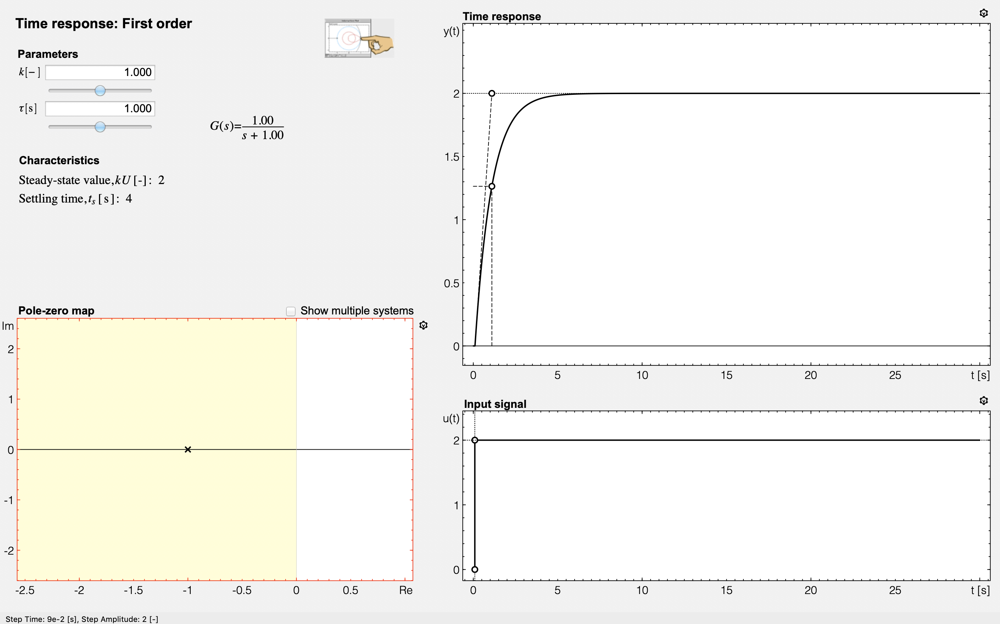 Time response: First order
Parameters
k[−] 1.000
τ[s] 1.000
G(s)=1.00/s + 1.00
Characteristics
Steady-state value,kU[-]: 2
Settling time,ts[s]: 4
Pole-zero map
Show multiple systems
Im
2
1
0
-1
-2
-2.5 -2 -1.5 -1 -0.5 0 0.5 Re
Time response
y(t)
2
1.5
1
0.5
0
0 5 10 15 20 25 t [s]
Input signal
u(t)
2
1
0
0 5 10 15 20 25 t [s]
Step Time: 9e-2 [s], Step Amplitude: 2 [-]